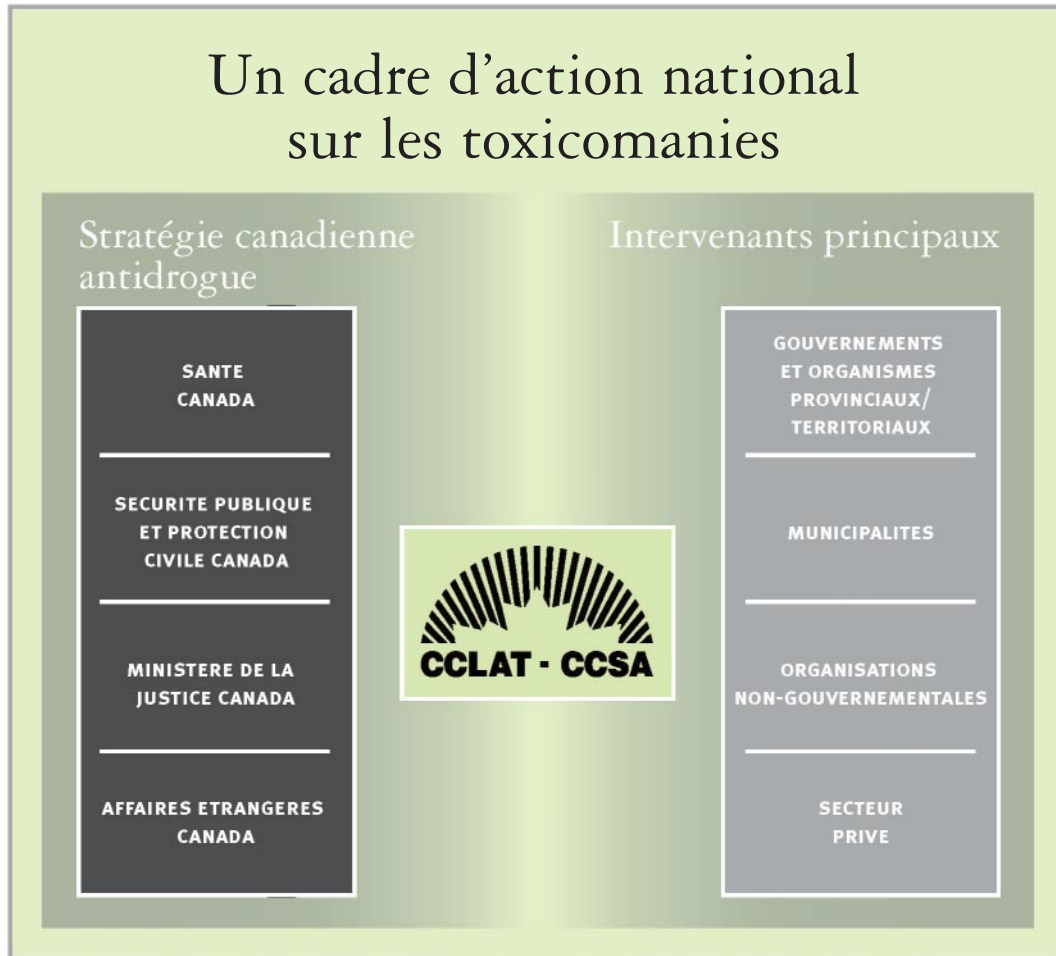 Un cadre d’action national
sur les toxicomanies
Stratégie canadienne
antidrogue
SANTE
CANADA
SECURITE PUBLIQUE
ET PROTECTION
CIVILE CANADA
MINISTERE DE LA
JUSTICE CANADA
AFFAIRES ETRANGERES
CANADA
CCLAT - CCSA
Intervenants principaux
GOUVERNEMENTS
ET ORGANISMES
PROVINCIAUX/
TERRITORIAUX
MUNICIPALITES
ORGANISATIONS
NON-GOUVERNEMENTALES
SECTEUR
PRIVE